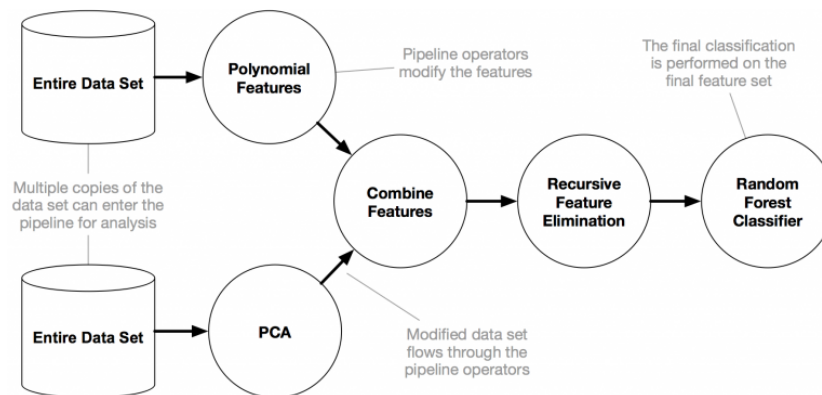 The final classification
is performed on the
final feature set
Entire Data Set
Polynomial
Features
Pipeline operators
modify the features
Multiple copies of the
data set can enter the
pipeline for analysis
Combine
Features
Recursive
Feature
Elimination
Random
Forest
Classifier
Entire Data Set
PCA
Modified data set
flows through the
pipeline operators